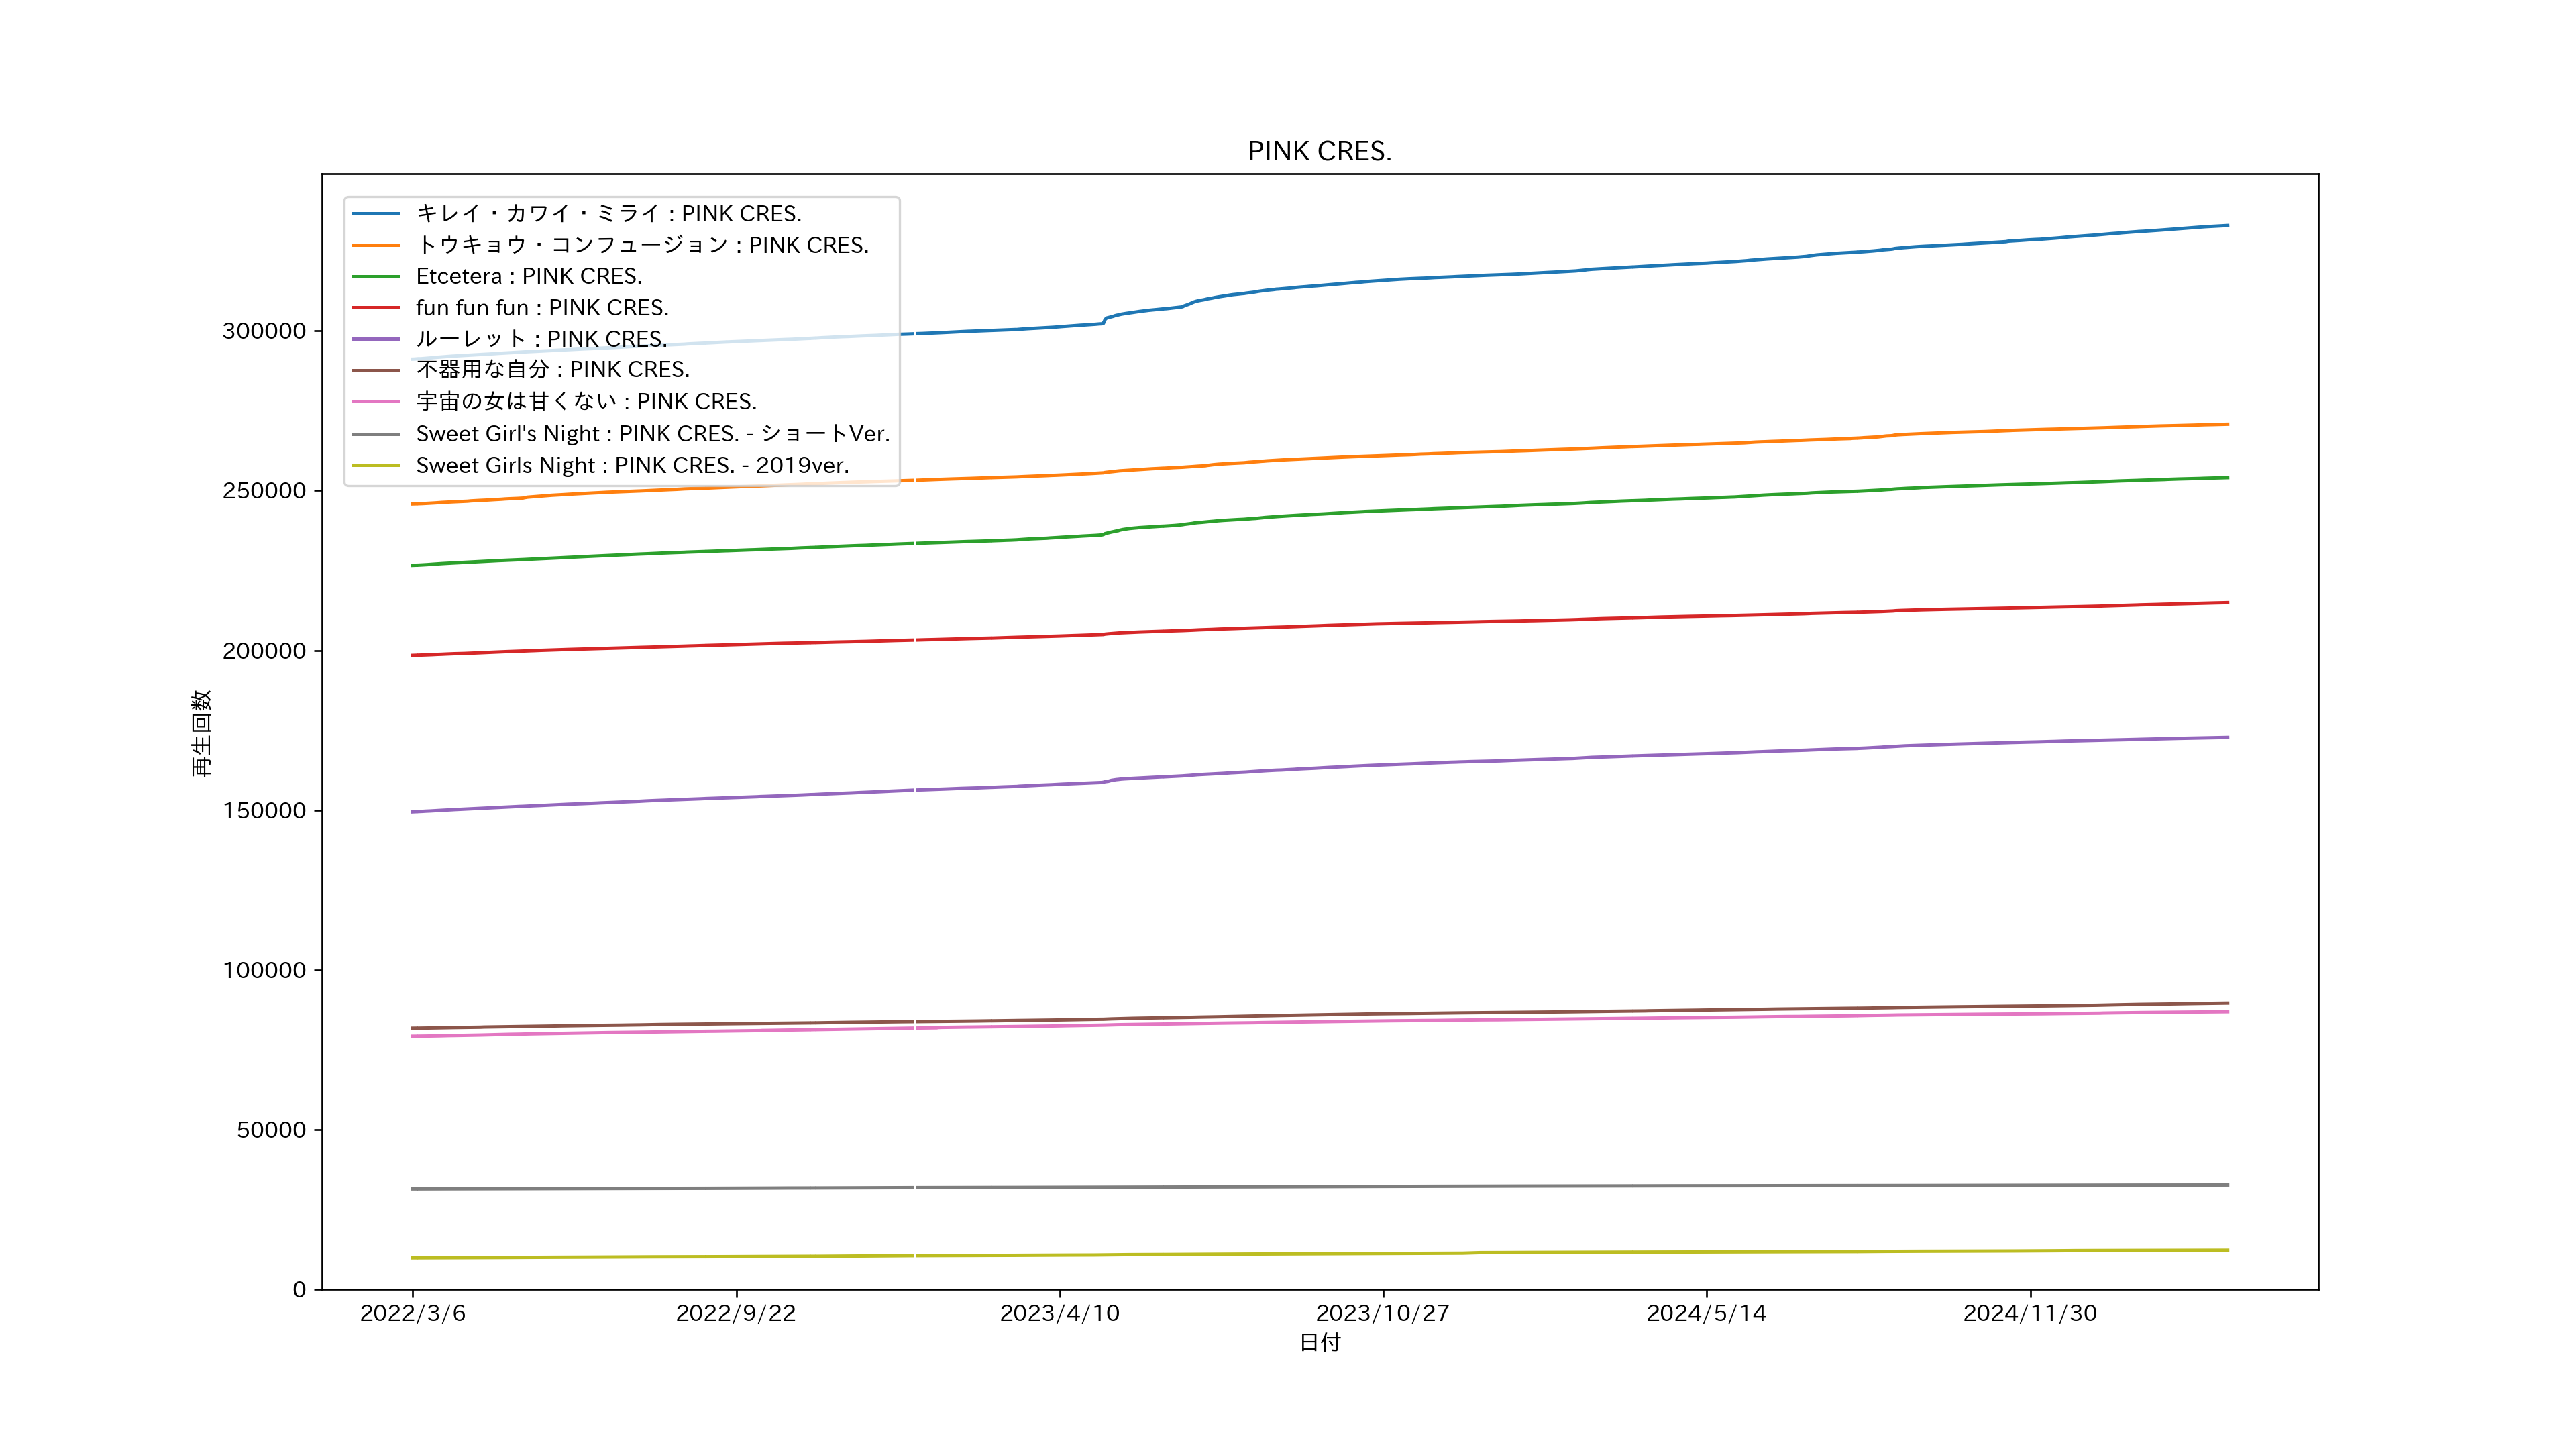 PINK CRES.
キレイ・カワイ・ミライ : PINK CRES.
トウキョウ・コンフュージョン : PINK CRES.
Etcetera : PINK CRES.
fun fun fun : PINK CRES.
ルーレット : PINK CRES.
不器用な自分 : PINK CRES.
宇宙の女は甘くない : PINK CRES.
Sweet Girl's Night : PINK CRES. - ショートVer.
Sweet Girls Night : PINK CRES. - 2019ver.
300000
250000
200000
150000
100000
50000
0
再生回数
2022/3/6
2022/9/22
2023/4/10
2023/10/27
2024/5/14
2024/11/30
日付